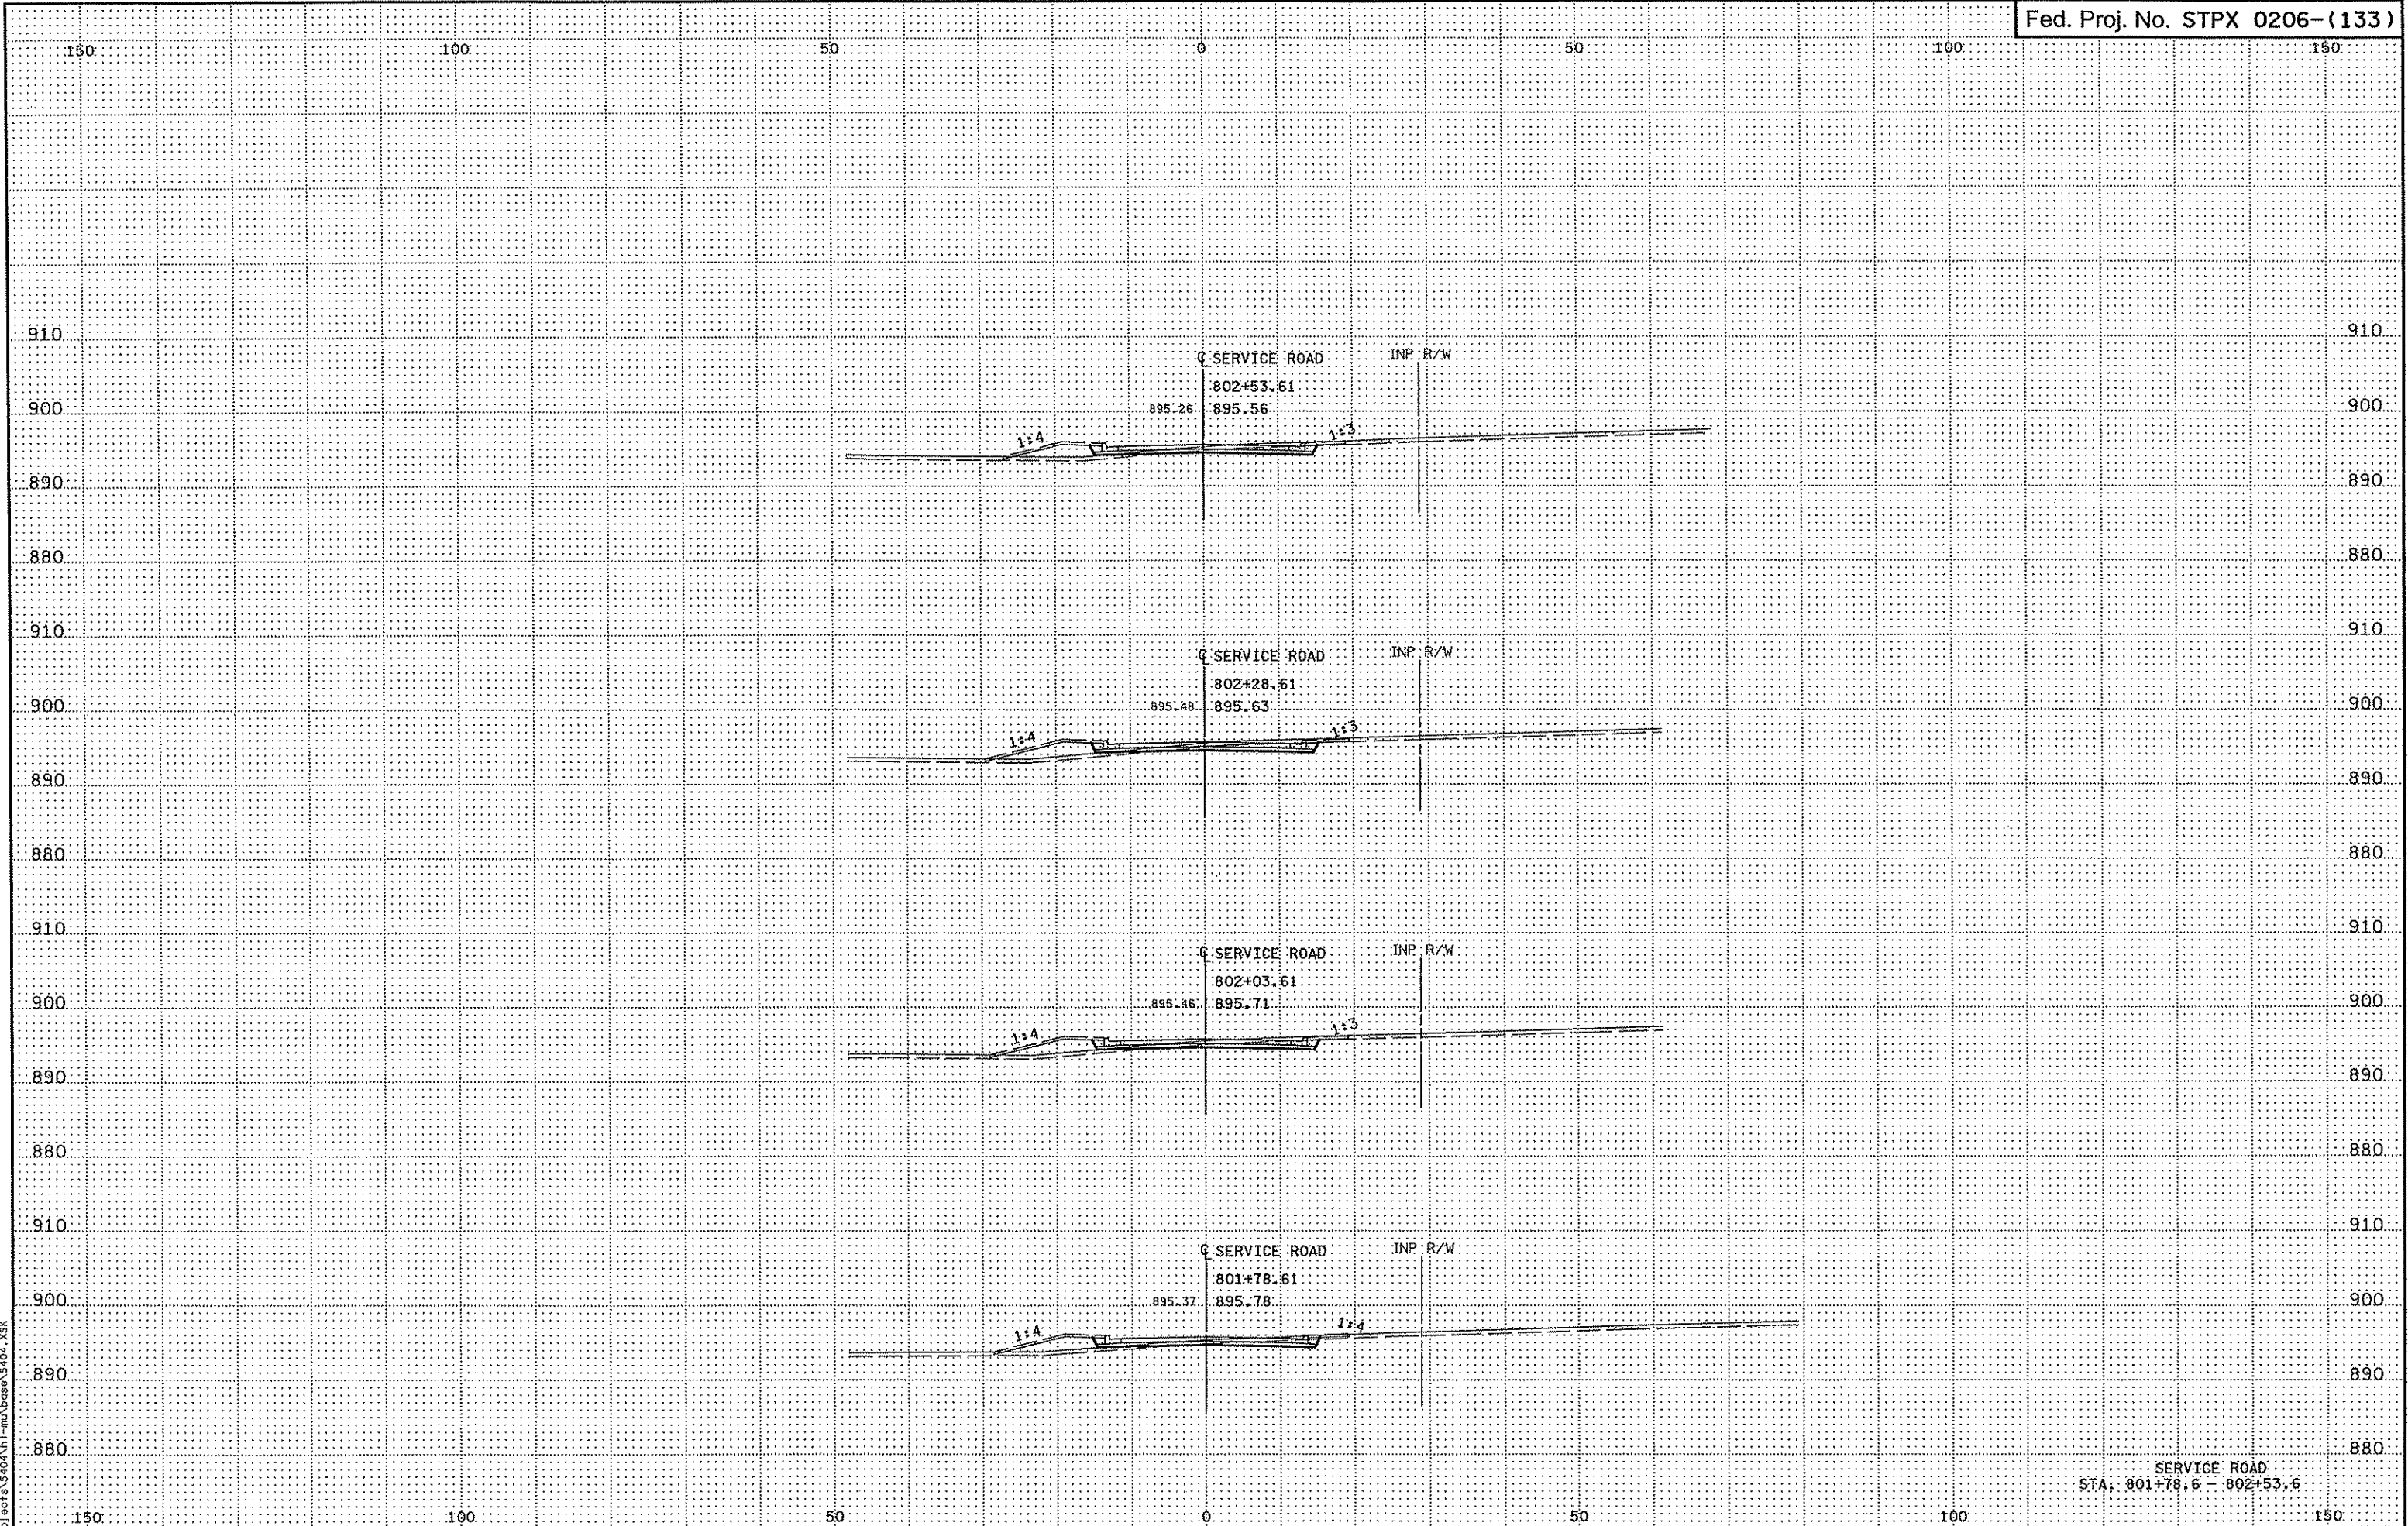 Fed. Proj. No. STPX 0206-(133)
150 100 50 0 50 100 150
910 910
℄ SERVICE ROAD INP R/W
802+53.61
900 895.26 895.56 900
1:4 1:3
890 890
880 880
910 910
℄ SERVICE ROAD INP R/W
802+28.61
900 895.48 895.63 900
1:4 1:3
890 890
880 880
910 910
℄ SERVICE ROAD INP R/W
802+03.61
900 895.46 895.71 900
1:4 1:3
890 890
880 880
910 910
℄ SERVICE ROAD INP R/W
801+78.61
900 895.37 895.78 900
1:4 1:4
890 890
880 880
SERVICE ROAD
STA. 801+78.6 - 802+53.6
150 100 50 0 50 100 150